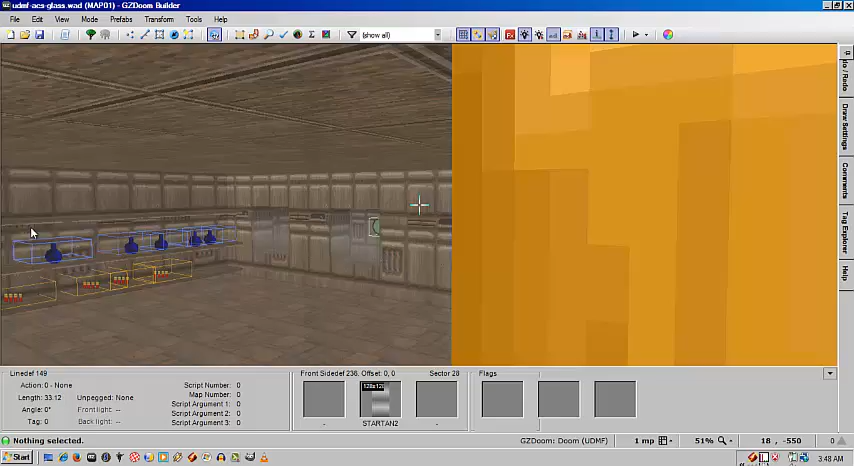 udmf-acs-glass.wad (MAP01) - GZDoom Builder
File Edit View Mode Prefabs Transform Tools Help
(show all)
Draw Settings
Comments
Tag Explorer
Help
Linedef 149
Action: 0 - None
Length: 33.12 Unpegged: None
Angle: 0° Front light: --
Tag: 0 Back light: --
Script Number: 0
Map Number: 0
Script Argument 1: 0
Script Argument 2: 0
Script Argument 3: 0
Front Sidedef 236. Offset: 0, 0 Sector 28
128x128
- STARTAN2 -
Flags
Nothing selected.
GZDoom: Doom (UDMF) 1 mp 51% 18 , -550 0
Start
3:48 AM